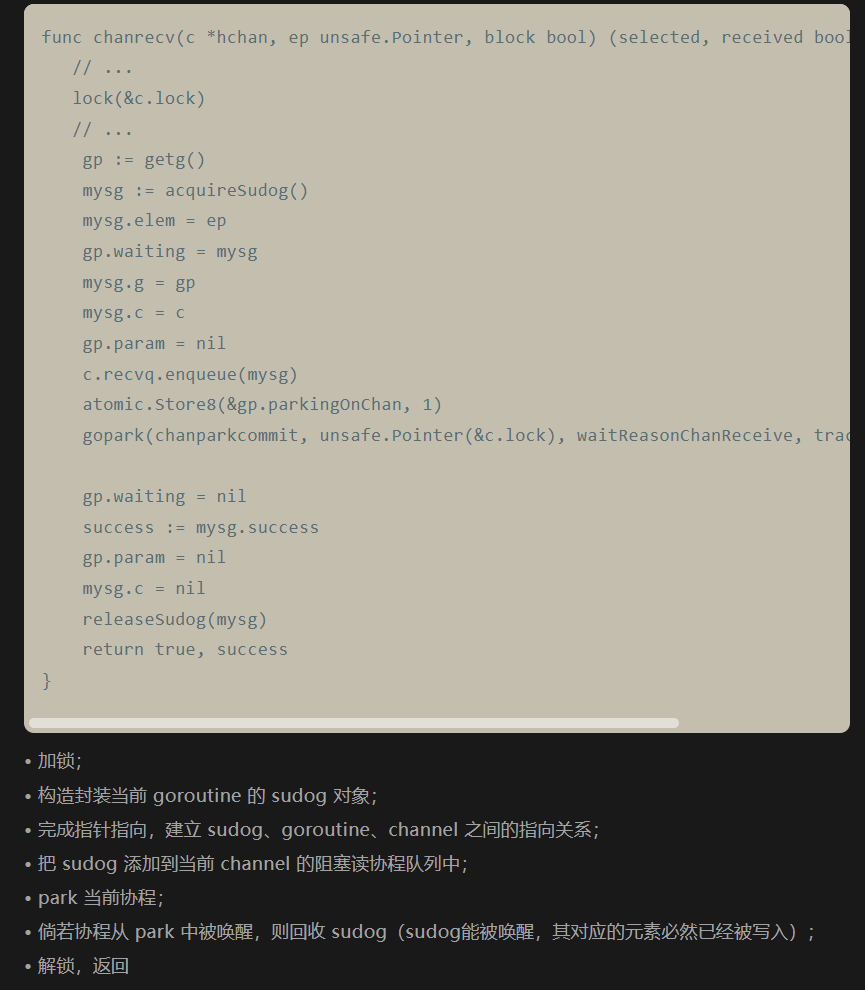 func chanrecv(c *hchan, ep unsafe.Pointer, block bool) (selected, received bool
// ...
lock(&c.lock)
// ...
gp := getg()
mysg := acquireSudog()
mysg.elem = ep
gp.waiting = mysg
mysg.g = gp
mysg.c = c
gp.param = nil
c.recvq.enqueue(mysg)
atomic.Store8(&gp.parkingOnChan, 1)
gopark(chanparkcommit, unsafe.Pointer(&c.lock), waitReasonChanReceive, trac
gp.waiting = nil
success := mysg.success
gp.param = nil
mysg.c = nil
releaseSudog(mysg)
return true, success
}
• 加锁；
• 构造封装当前 goroutine 的 sudog 对象；
• 完成指针指向，建立 sudog、goroutine、channel 之间的指向关系；
• 把 sudog 添加到当前 channel 的阻塞读协程队列中；
• park 当前协程；
• 倘若协程从 park 中被唤醒，则回收 sudog（sudog能被唤醒，其对应的元素必然已经被写入）；
• 解锁，返回